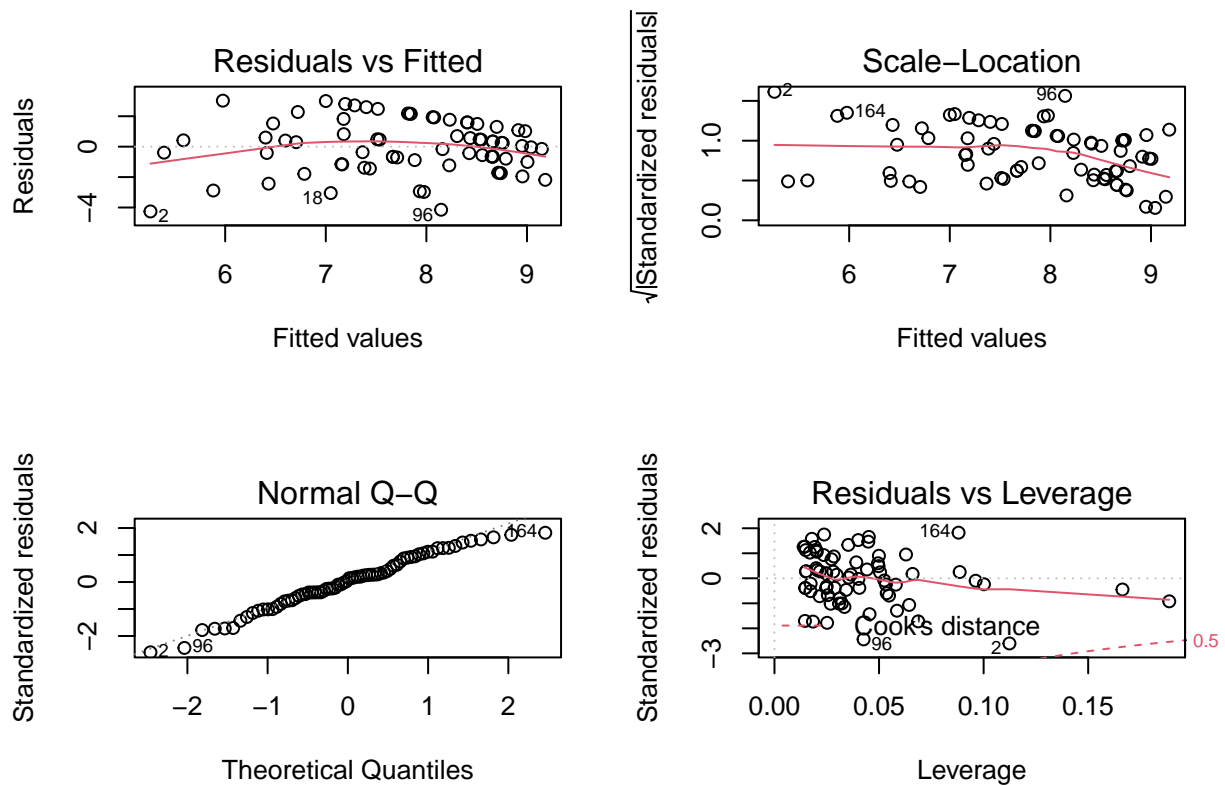 Residuals vs Fitted
Residuals
0
−4
2
18
96
6 7 8 9
Fitted values
Scale−Location
√|Standardized residuals|
1.0
0.0
2
164
96
6 7 8 9
Fitted values
Normal Q−Q
Standardized residuals
2
0
−2
2
96
164
−2 −1 0 1 2
Theoretical Quantiles
Residuals vs Leverage
Standardized residuals
2
0
−3
164
Cook's distance
96
2
0.5
0.00 0.05 0.10 0.15
Leverage